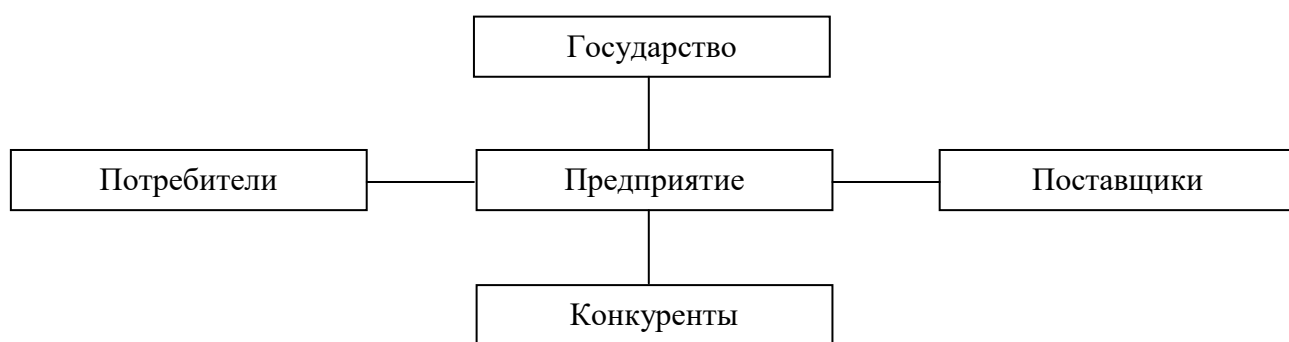 Государство
Потребители
Предприятие
Поставщики
Конкуренты